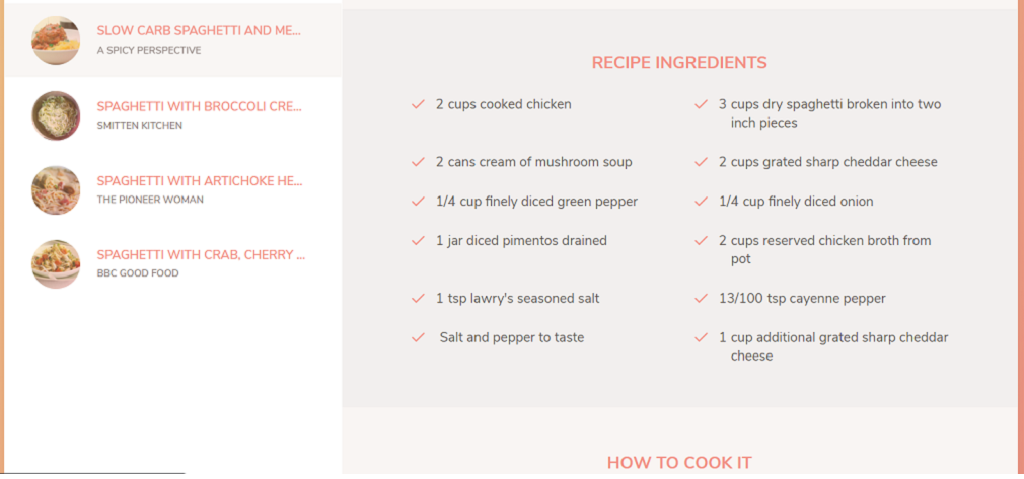 SLOW CARB SPAGHETTI AND ME...
A SPICY PERSPECTIVE
SPAGHETTI WITH BROCCOLI CRE...
SMITTEN KITCHEN
SPAGHETTI WITH ARTICHOKE HE...
THE PIONEER WOMAN
SPAGHETTI WITH CRAB, CHERRY ...
BBC GOOD FOOD
RECIPE INGREDIENTS
2 cups cooked chicken
3 cups dry spaghetti broken into two
inch pieces
2 cans cream of mushroom soup
2 cups grated sharp cheddar cheese
1/4 cup finely diced green pepper
1/4 cup finely diced onion
1 jar diced pimentos drained
2 cups reserved chicken broth from
pot
1 tsp lawry's seasoned salt
13/100 tsp cayenne pepper
Salt and pepper to taste
1 cup additional grated sharp cheddar
cheese
HOW TO COOK IT